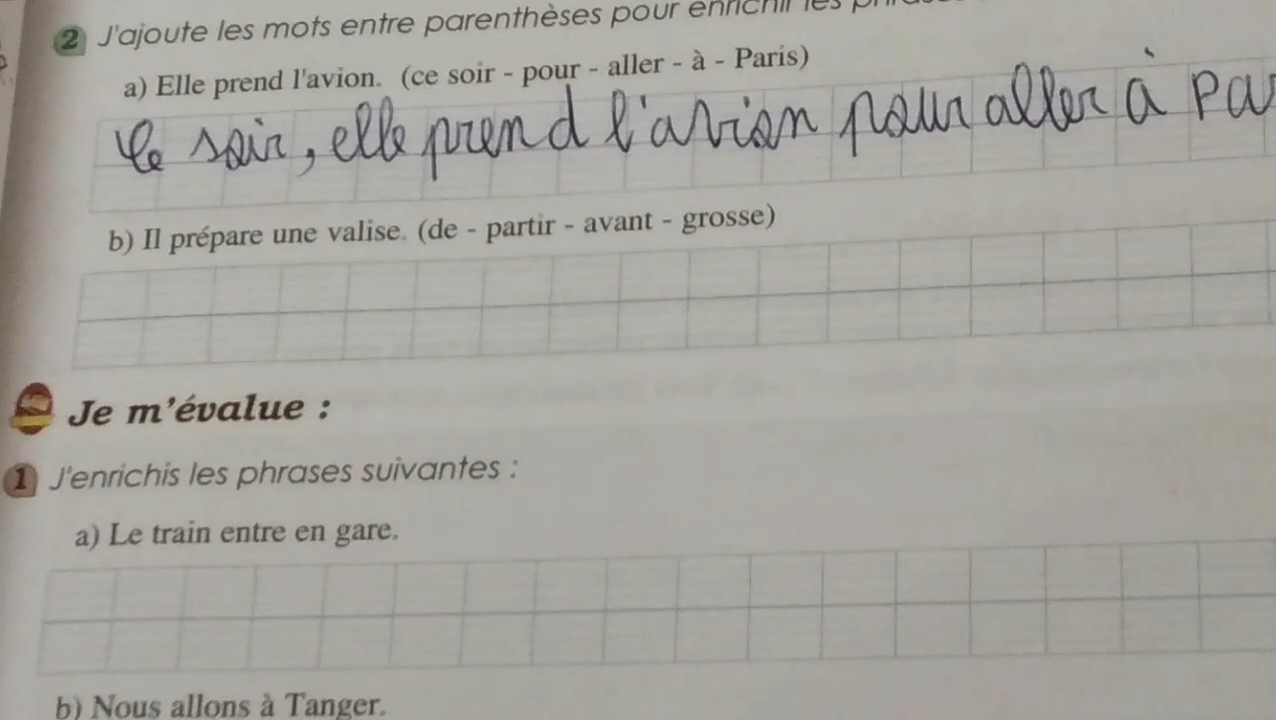 2 J'ajoute les mots entre parenthèses pour enrichir les
a) Elle prend l'avion. (ce soir - pour - aller - à - Paris)
Ce soir, elle prend l'avion pour aller à Pa
b) Il prépare une valise. (de - partir - avant - grosse)
Je m'évalue :
1 J'enrichis les phrases suivantes :
a) Le train entre en gare.
b) Nous allons à Tanger.